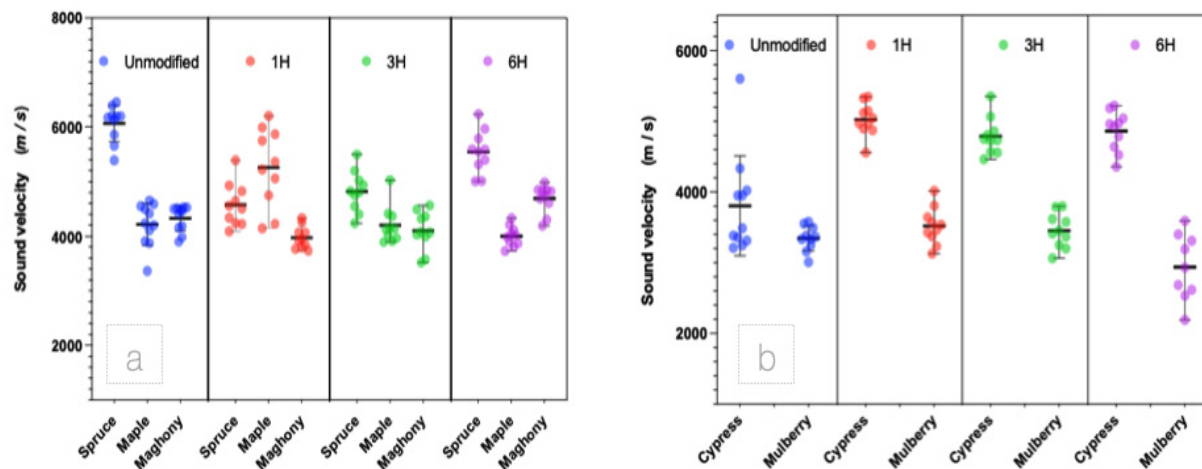 8000
6000
4000
2000
Sound velocity (m / s)
Unmodified
1H
3H
6H
a
Spruce
Maple
Maghony
Spruce
Maple
Maghony
Spruce
Maple
Maghony
Spruce
Maple
Maghony
6000
4000
2000
Sound velocity (m / s)
Unmodified
1H
3H
6H
b
Cypress
Mulberry
Cypress
Mulberry
Cypress
Mulberry
Cypress
Mulberry